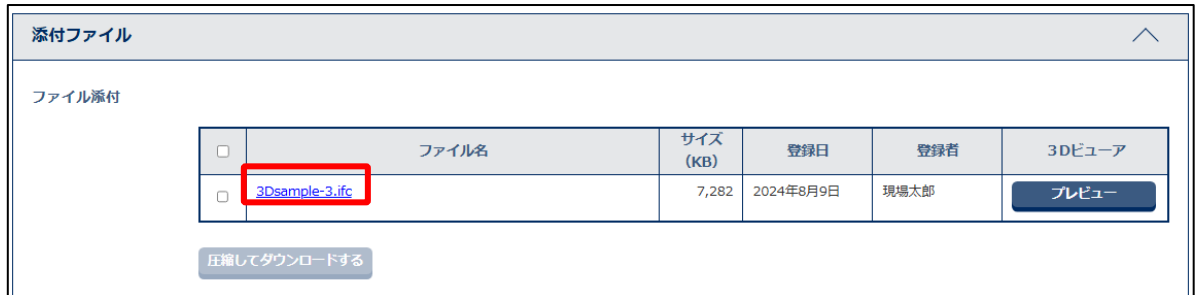 添付ファイル
ファイル添付
ファイル名 サイズ（KB） 登録日 登録者 3Dビューア
3Dsample-3.ifc 7,282 2024年8月9日 現場太郎 プレビュー
圧縮してダウンロードする